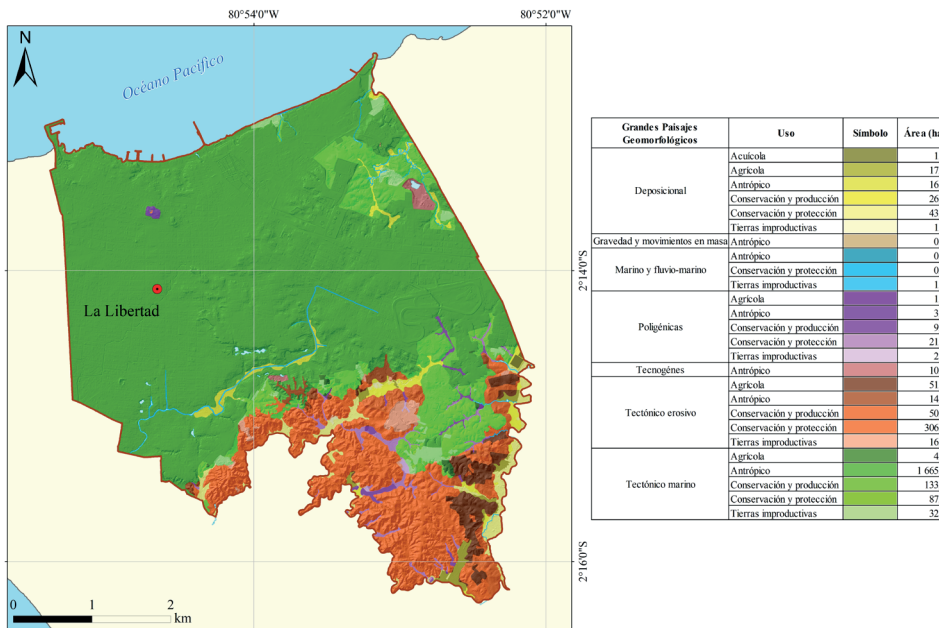 80°54'0"W
80°52'0"W
N
Océano Pacífico
2°14'0"S
La Libertad
2°16'0"S
0 1 2
km
Grandes Paisajes Geomorfológicos Uso Símbolo Área (ha
Deposicional
Acuícola 1
Agrícola 17
Antrópico 16
Conservación y producción 26
Conservación y protección 43
Tierras improductivas 1
Gravedad y movimientos en masa Antrópico 0
Marino y fluvio-marino
Antrópico 0
Conservación y protección 0
Tierras improductivas 1
Poligénicas
Agrícola 1
Antrópico 3
Conservación y producción 9
Conservación y protección 21
Tierras improductivas 2
Tecnogénes Antrópico 10
Tectónico erosivo
Agrícola 51
Antrópico 14
Conservación y producción 50
Conservación y protección 306
Tierras improductivas 16
Tectónico marino
Agrícola 4
Antrópico 1 665
Conservación y producción 133
Conservación y protección 87
Tierras improductivas 32